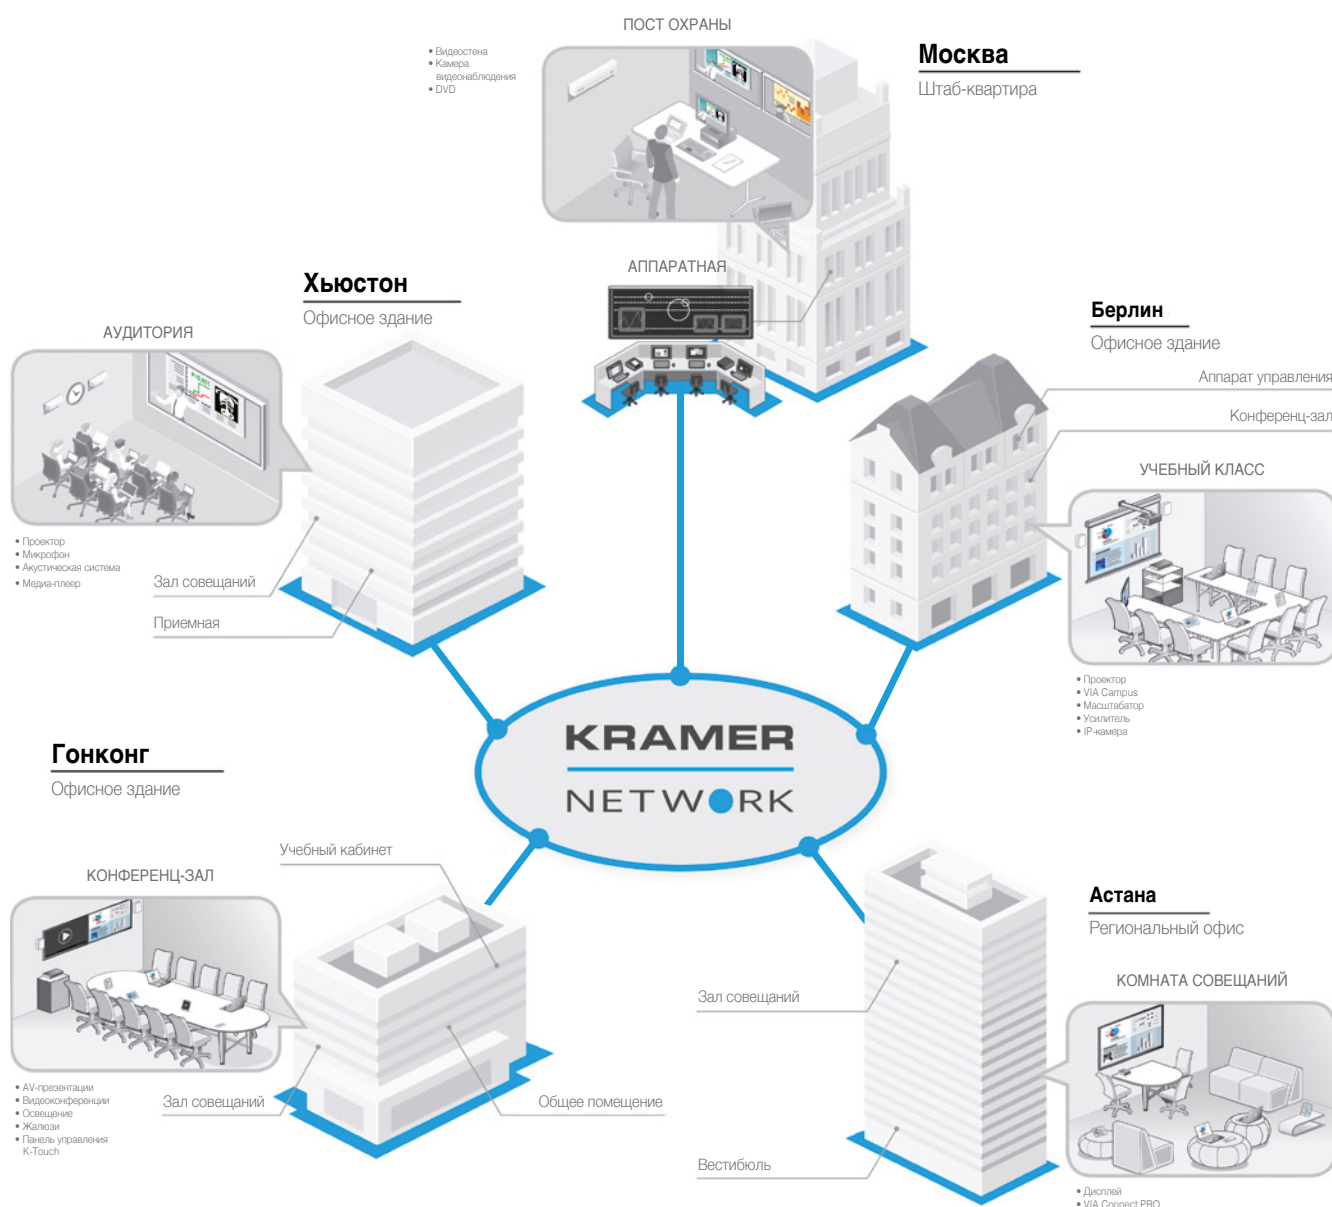 ПОСТ ОХРАНЫ
• Видеостена
• Камера
видеонаблюдения
• DVD
Москва
Штаб-квартира
АППАРАТНАЯ
Хьюстон
Офисное здание
АУДИТОРИЯ
• Проектор
• Микрофон
• Акустическая система
• Медиа-плеер
Зал совещаний
Приемная
Берлин
Офисное здание
Аппарат управления
Конференц-зал
УЧЕБНЫЙ КЛАСС
• Проектор
• VIA Campus
• Масштабатор
• Усилитель
• IP-камера
KRAMER
NETWORK
Гонконг
Офисное здание
Учебный кабинет
КОНФЕРЕНЦ-ЗАЛ
• AV-презентации
• Видеоконференции
• Освещение
• Жалюзи
• Панель управления
K-Touch
Зал совещаний
Общее помещение
Астана
Региональный офис
КОМНАТА СОВЕЩАНИЙ
Зал совещаний
Вестибюль
• Дисплей
• VIA Connect PRO